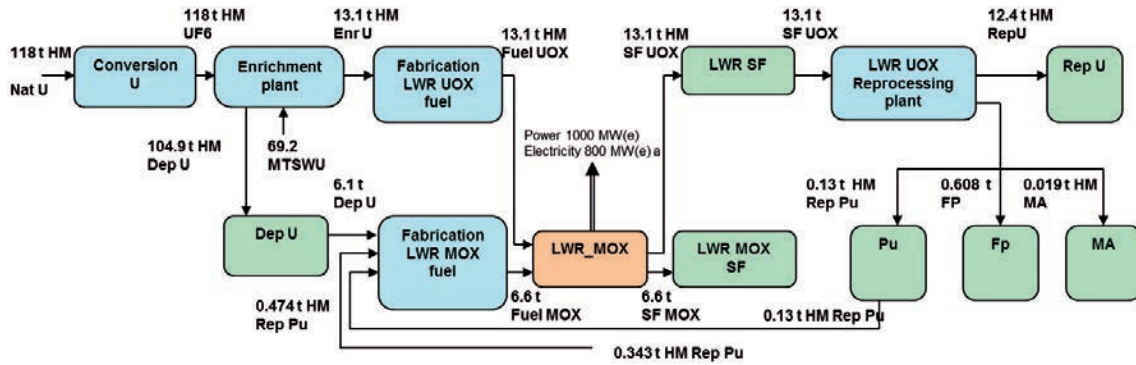 118 t HM
Nat U
Conversion
U
118 t HM
UF6
Enrichment
plant
13.1 t HM
Enr U
Fabrication
LWR UOX
fuel
13.1 t HM
Fuel UOX
13.1 t HM
SF UOX
LWR SF
13.1 t
SF UOX
LWR UOX
Reprocessing
plant
12.4 t HM
RepU
Rep U
104.9 t HM
Dep U
69.2
MTSWU
Power 1000 MW(e)
Electricity 800 MW(e) a
6.1 t
Dep U
0.13 t HM
Rep Pu
0.608 t
FP
0.019 t HM
MA
Dep U
Fabrication
LWR MOX
fuel
LWR_MOX
LWR MOX
SF
Pu
Fp
MA
0.474 t HM
Rep Pu
6.6 t
Fuel MOX
6.6 t
SF MOX
0.13 t HM Rep Pu
0.343 t HM Rep Pu